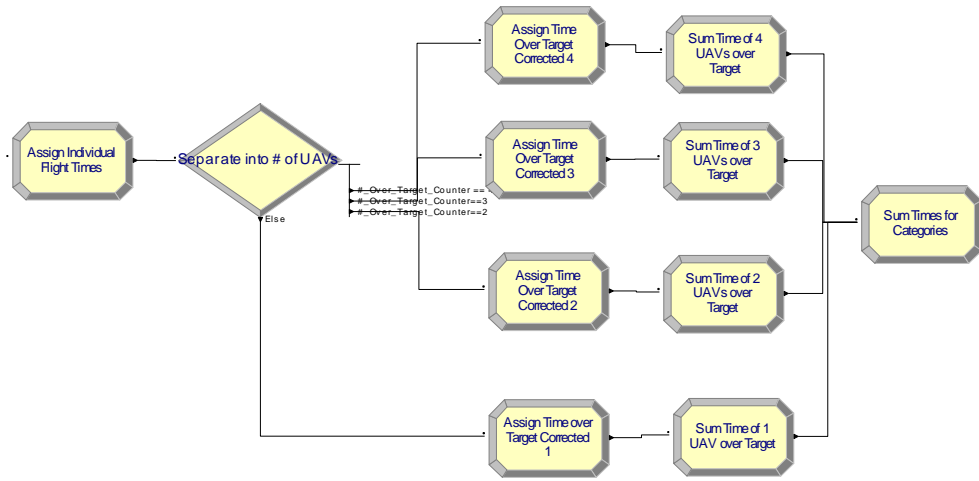 Assign Individual
Flight Times
Separate into # of UAVs
#_Over_Target_Counter ==
#_Over_Target_Counter==3
#_Over_Target_Counter==2
Else
Assign Time
Over Target
Corrected 4
Sum Time of 4
UAVs over
Target
Assign Time
Over Target
Corrected 3
Sum Time of 3
UAVs over
Target
Assign Time
Over Target
Corrected 2
Sum Time of 2
UAVs over
Target
Assign Time over
Target Corrected
1
Sum Time of 1
UAV over Target
Sum Times for
Categories